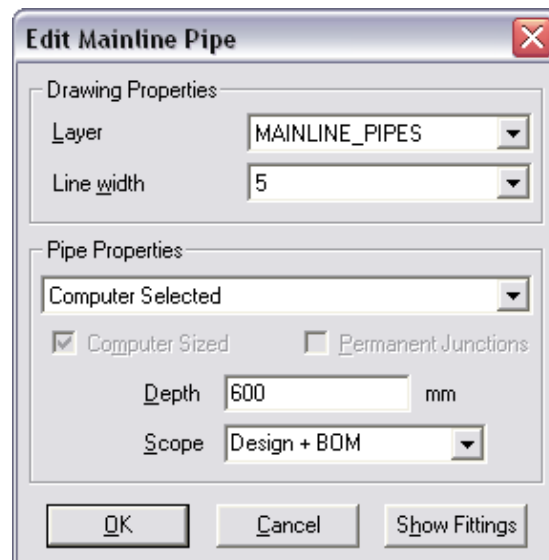 Edit Mainline Pipe
Drawing Properties
Layer MAINLINE_PIPES
Line width 5
Pipe Properties
Computer Selected
Computer Sized Permanent Junctions
Depth 600 mm
Scope Design + BOM
OK Cancel Show Fittings